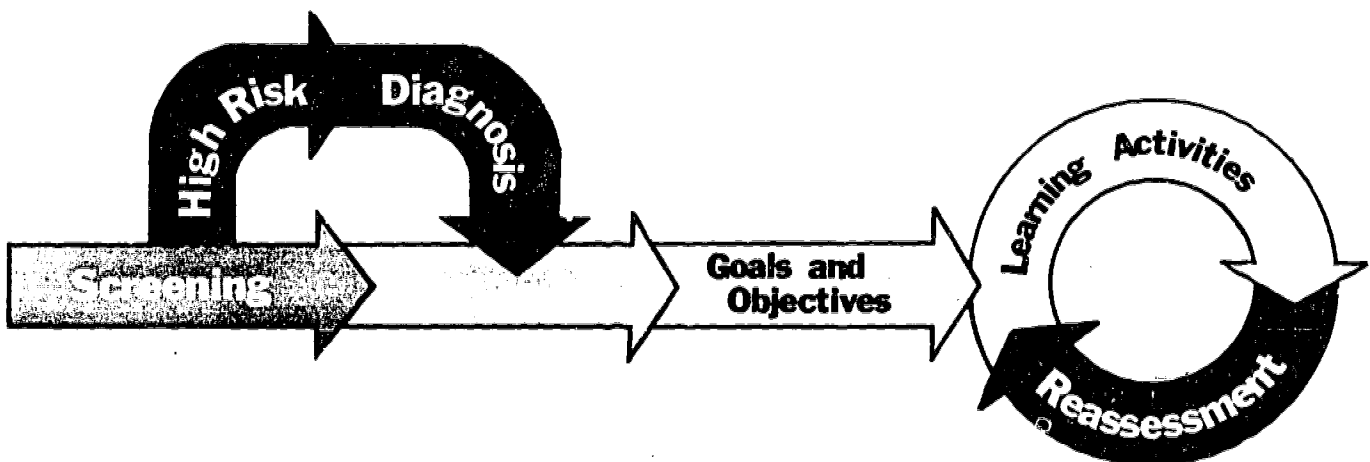 High Risk
Diagnosis
Screening
Goals and
Objectives
Learning Activities
Reassessment